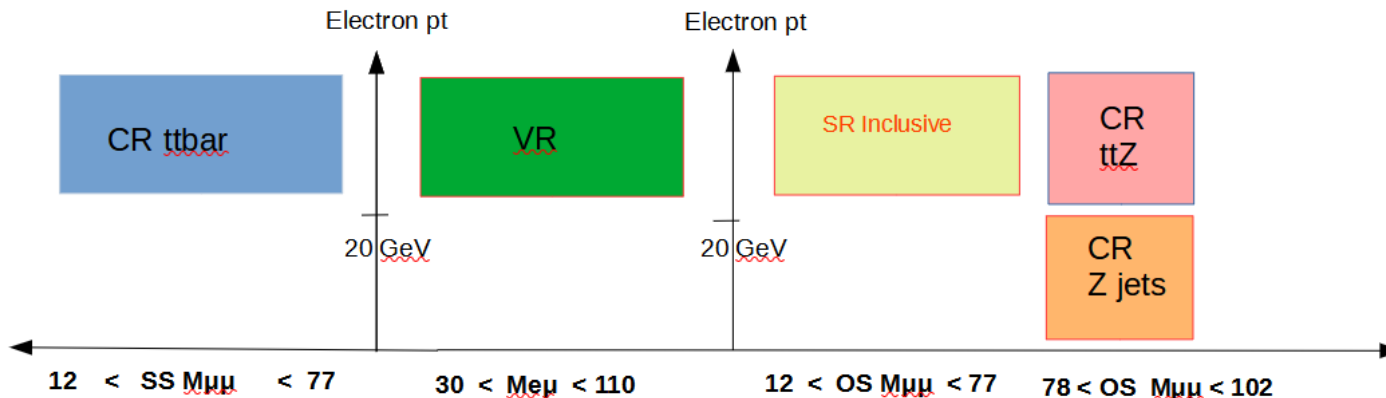 Electron pt
Electron pt
CR ttbar
VR
SR Inclusive
CR
ttZ
20 GeV
20 GeV
CR
Z jets
12 < SS Mμμ < 77
30 < Meμ < 110
12 < OS Mμμ < 77
78 < OS Mμμ < 102